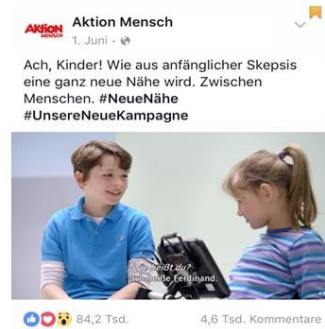 AKTION
MENSCH
Aktion Mensch
1. Juni ·
Ach, Kinder! Wie aus anfänglicher Skepsis
eine ganz neue Nähe wird. Zwischen
Menschen. #NeueNähe
#UnsereNeueKampagne
Wie heißt du?
Ich heiße Ferdinand.
84,2 Tsd.
4,6 Tsd. Kommentare